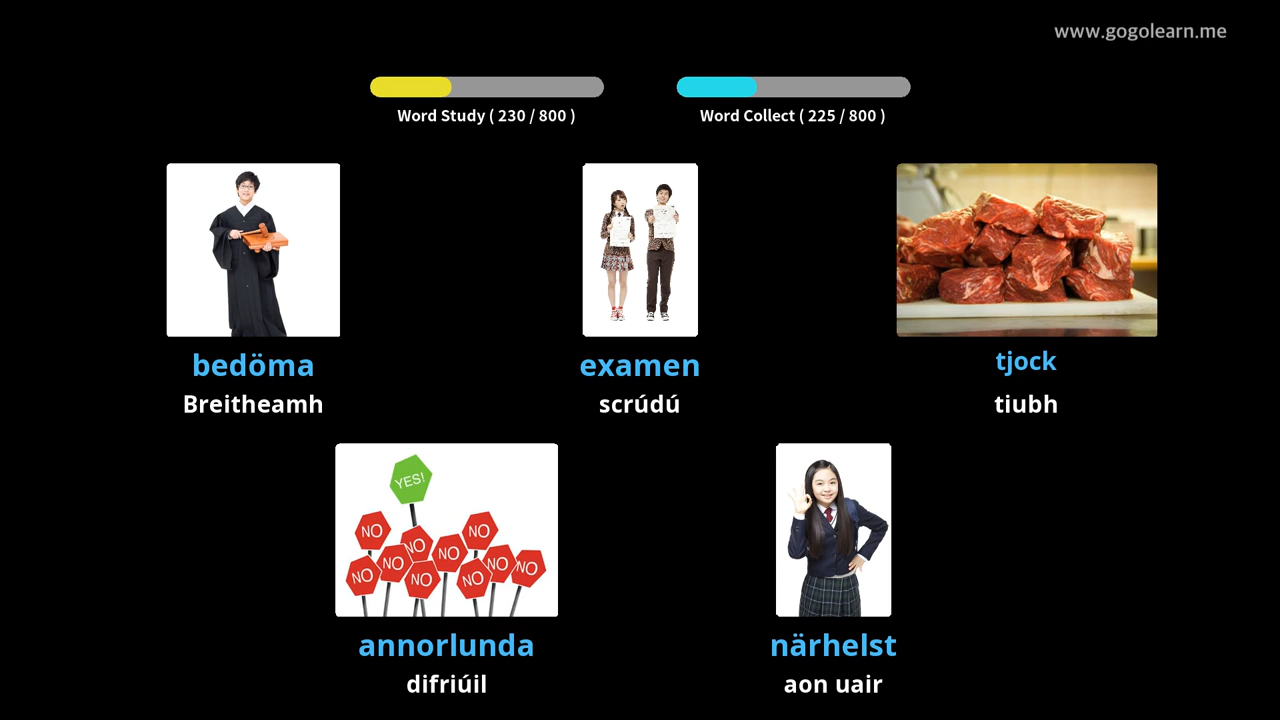 www.gogolearn.me
Word Study ( 230 / 800 )
Word Collect ( 225 / 800 )
bedöma
examen
tjock
Breitheamh
scrúdú
tiubh
YES!
NO
NO
NO
NO
NO
NO
NO
NO
NO
NO
annorlunda
närhelst
difriúil
aon uair